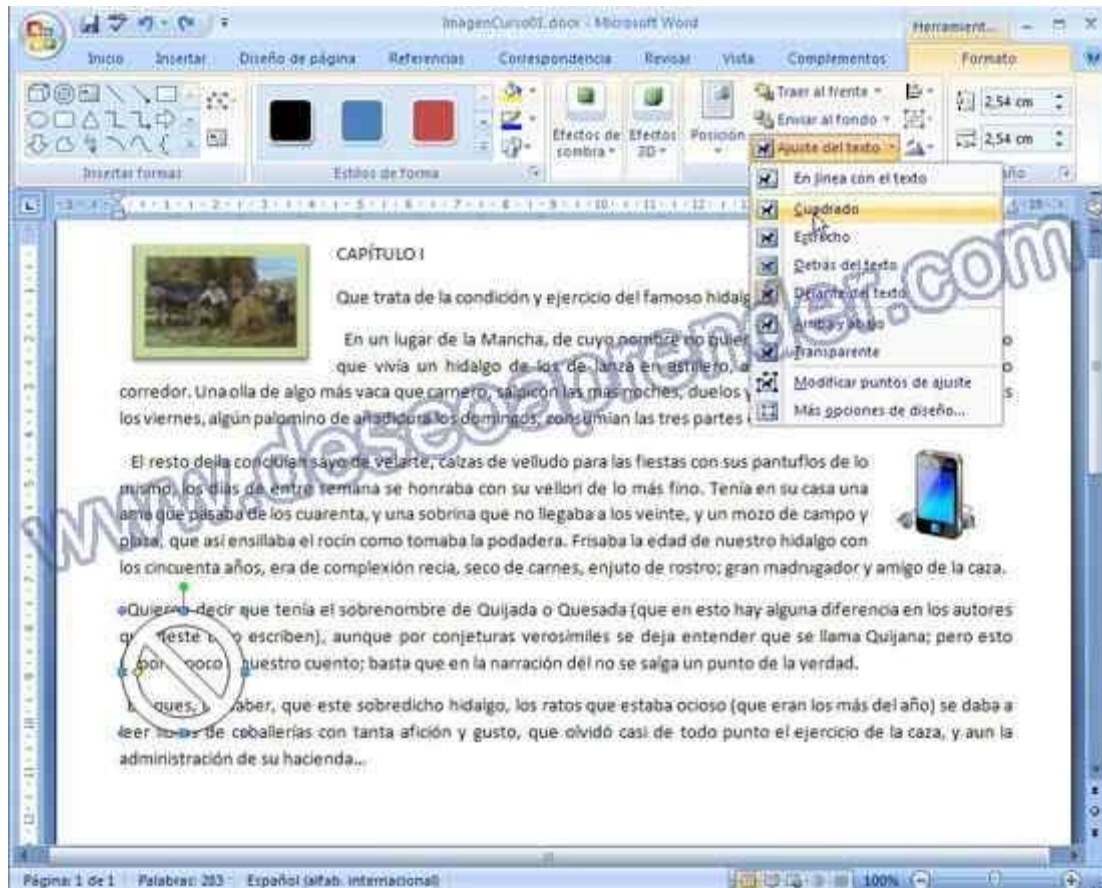 ImagenCurso01.docx - Microsoft Word
Herramient...
Inicio Insertar Diseño de página Referencias Correspondencia Revisar Vista Complementos Formato
Traer al frente
2,54 cm
Enviar al fondo
Efectos de sombra
Efectos 3D
Posición
Ajuste del texto
2,54 cm
Insertar formas
Estilos de forma
En línea con el texto
Cuadrado
Estrecho
Detrás del texto
Delante del texto
Arriba y abajo
Transparente
Modificar puntos de ajuste
Más opciones de diseño...
CAPÍTULO I
Que trata de la condición y ejercicio del famoso
En un lugar de la Mancha, de cuyo nombre no
que vivía un hidalgo de los de lanza en astillero,
corredor. Una olla de algo más vaca que carnero, salpicón las más noches, duelos y
los viernes, algún palomino de añadidura los domingos, consumían las tres partes
El resto della concluían sayo de velarte, calzas de velludo para las fiestas con sus pantuflos de lo
mismo, los días de entre semana se honraba con su vellori de lo más fino. Tenía en su casa una
ama que pasaba de los cuarenta, y una sobrina que no llegaba a los veinte, y un mozo de campo y
plaza, que así ensillaba el rocín como tomaba la podadera. Frisaba la edad de nuestro hidalgo con
los cincuenta años, era de complexión recia, seco de carnes, enjuto de rostro; gran madrugador y amigo de la caza.
Quieren decir que tenía el sobrenombre de Quijada o Quesada (que en esto hay alguna diferencia en los autores
escriben), aunque por conjeturas verosímiles se deja entender que se llama Quijana; pero esto
nuestro cuento; basta que en la narración dél no se salga un punto de la verdad.
que este sobredicho hidalgo, los ratos que estaba ocioso (que eran los más del año) se daba a
leer de caballerías con tanta afición y gusto, que olvidó casi de todo punto el ejercicio de la caza, y aun la
administración de su hacienda...
www.deseoaprender.com
Página: 1 de 1 Palabras: 283 Español (alfab. internacional) 100%